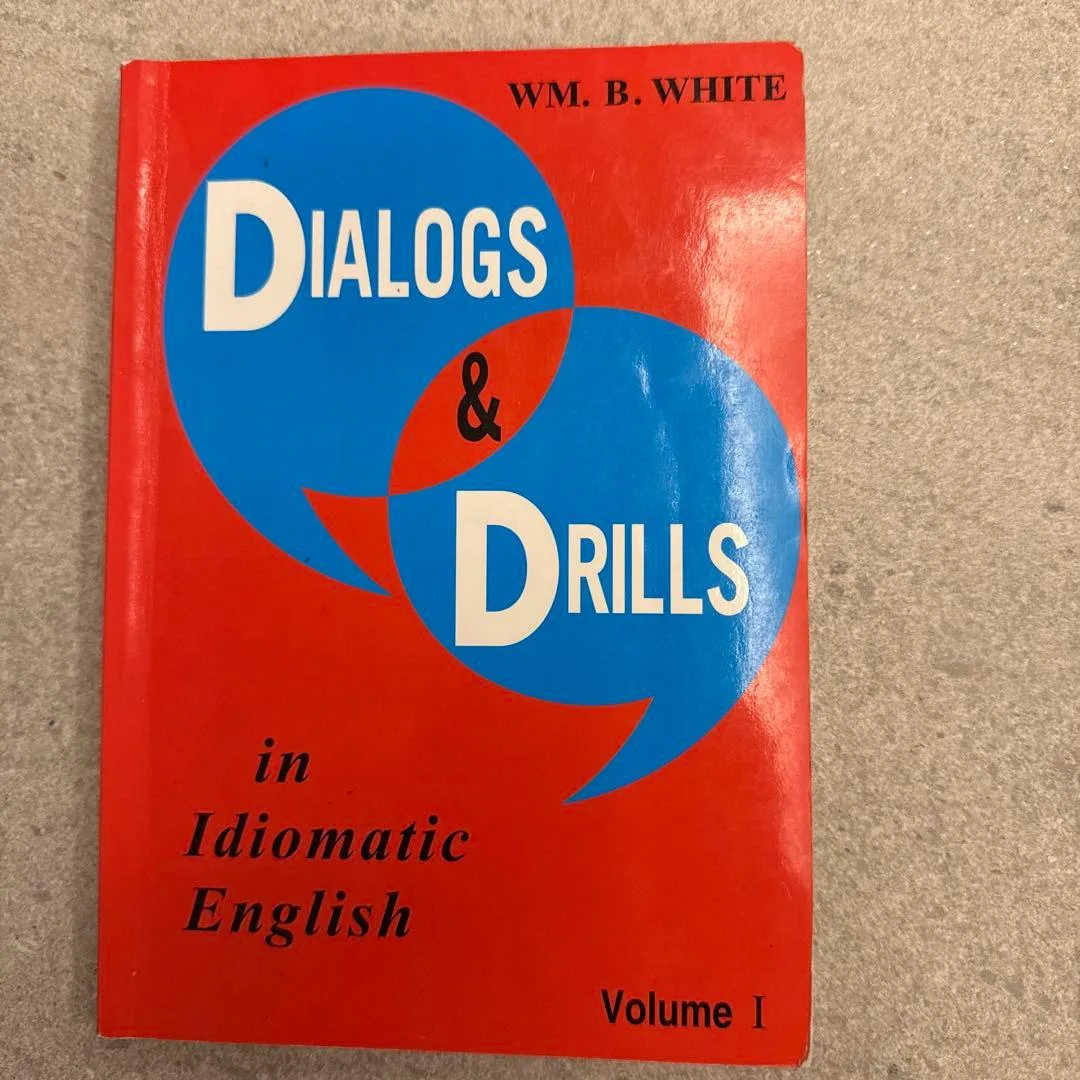 WM. B. WHITE
DIALOGS
&
DRILLS
in
Idiomatic
English
Volume I